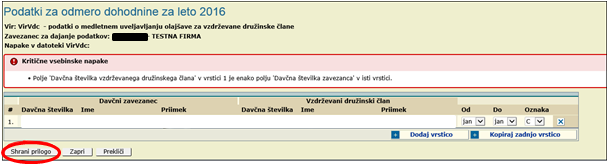 Podatki za odmero dohodnine za leto 2016
Vir: VirVdc - podatki o medletnem uveljavljanju olajšave za vzdrževane družinske člane
Zavezanec za dajanje podatkov: - TESTNA FIRMA
Napake v datoteki VirVdc:
Kritične vsebinske napake
• Polje 'Davčna številka vzdrževanega družinskega člana' v vrstici 1 je enako polju 'Davčna številka zavezanca' v isti vrstici.
Davčni zavezanec Vzdrževani družinski član
# Davčna številka Ime Priimek Davčna številka Ime Priimek Od Do Oznaka
1. jan jan C
Dodaj vrstico Kopiraj zadnjo vrstico
Shrani prilogo Zapri Prekliči